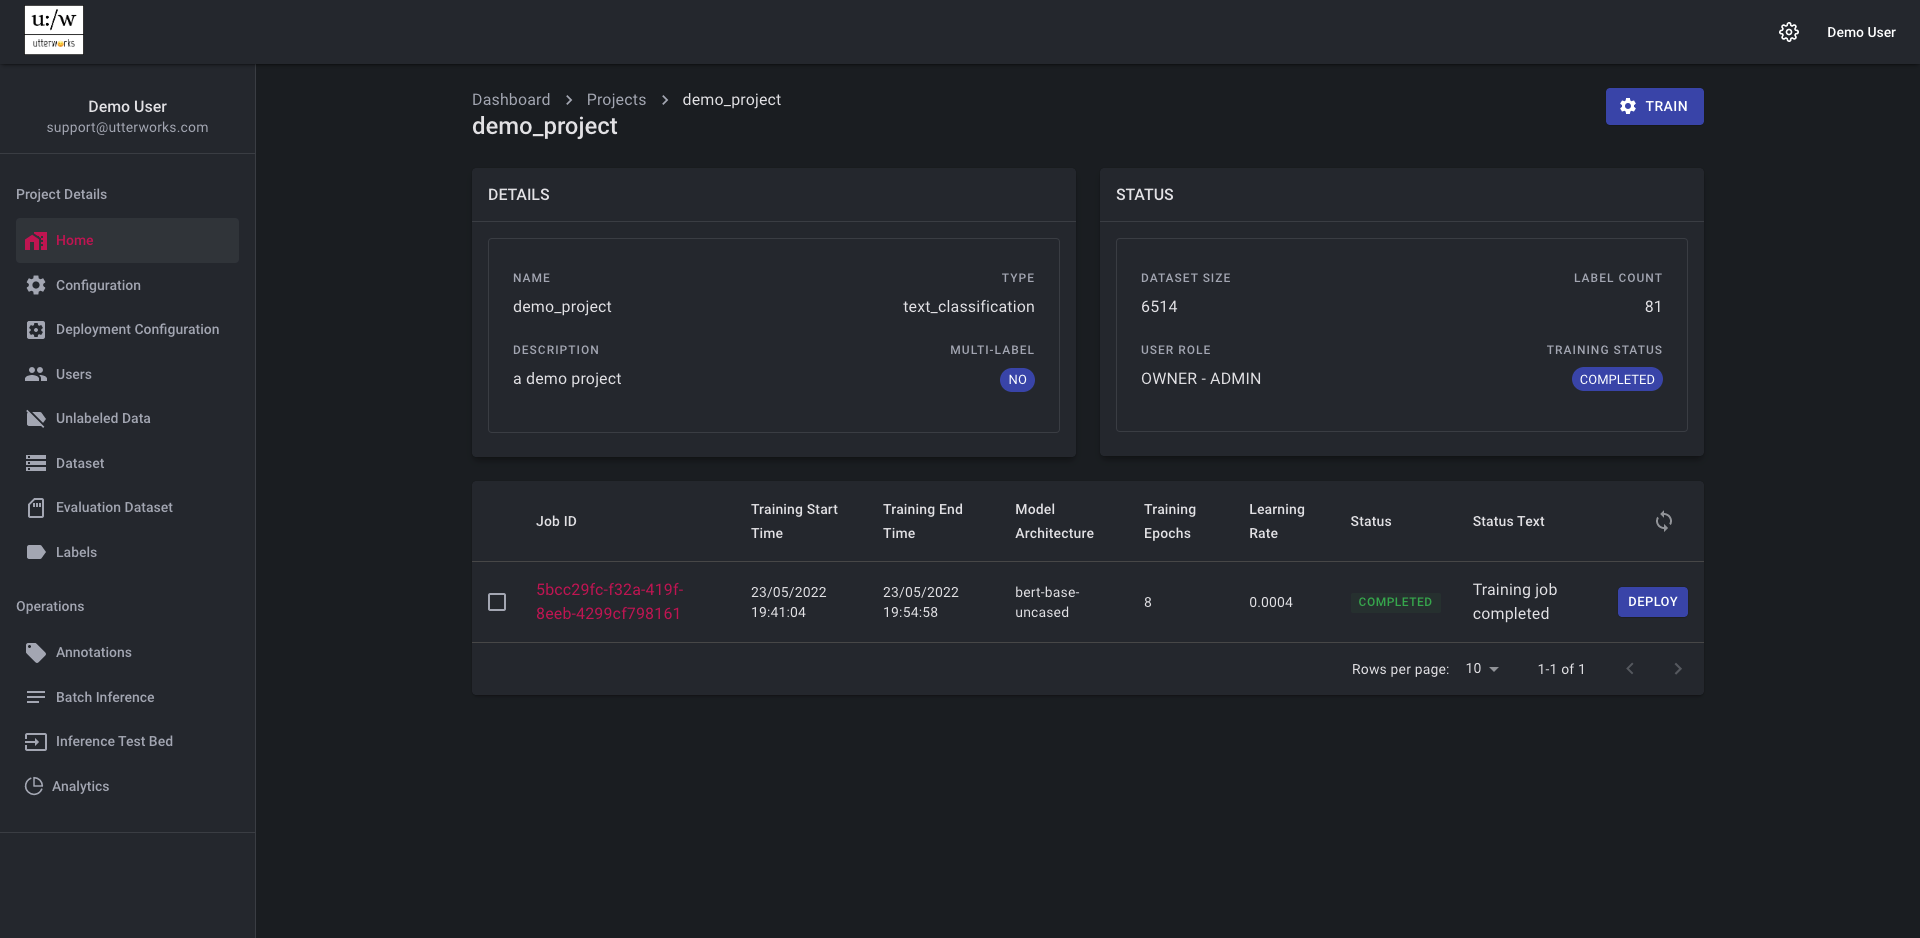 u:/w
utterworks
Demo User
Demo User
support@utterworks.com
Project Details
Home
Configuration
Deployment Configuration
Users
Unlabeled Data
Dataset
Evaluation Dataset
Labels
Operations
Annotations
Batch Inference
Inference Test Bed
Analytics
Dashboard > Projects > demo_project
demo_project
TRAIN
DETAILS
NAME TYPE
demo_project text_classification
DESCRIPTION MULTI-LABEL
a demo project NO
STATUS
DATASET SIZE LABEL COUNT
6514 81
USER ROLE TRAINING STATUS
OWNER - ADMIN COMPLETED
Job ID
Training Start
Time
Training End
Time
Model
Architecture
Training
Epochs
Learning
Rate
Status
Status Text
5bcc29fc-f32a-419f-
8eeb-4299cf798161
23/05/2022
19:41:04
23/05/2022
19:54:58
bert-base-
uncased
8
0.0004
COMPLETED
Training job
completed
DEPLOY
Rows per page: 10 1-1 of 1